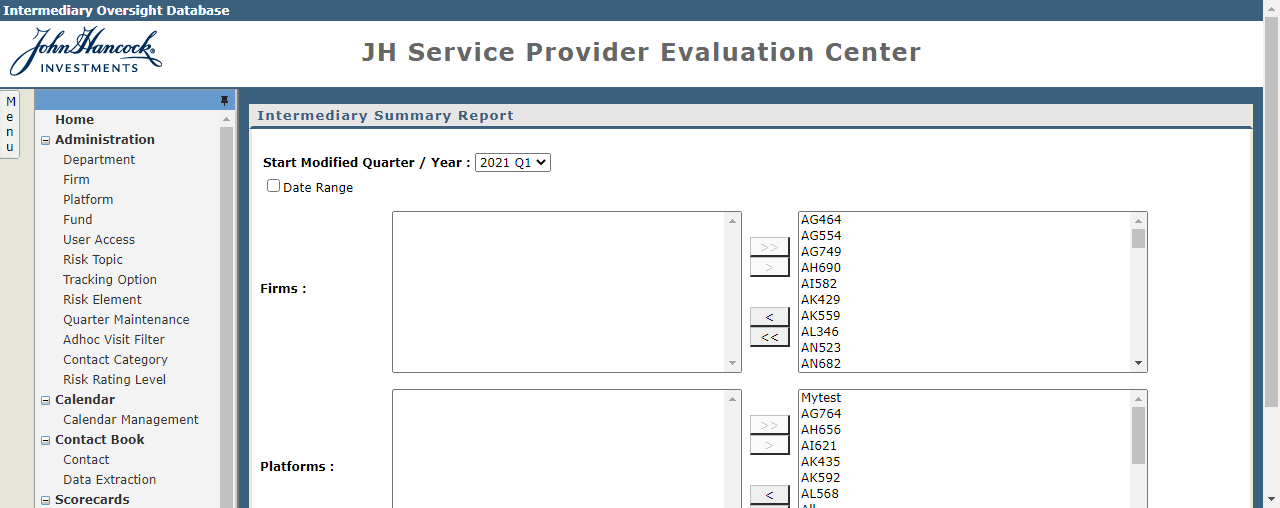 Intermediary Oversight Database
John Hancock
INVESTMENTS
JH Service Provider Evaluation Center
Menu
Home
Administration
Department
Firm
Platform
Fund
User Access
Risk Topic
Tracking Option
Risk Element
Quarter Maintenance
Adhoc Visit Filter
Contact Category
Risk Rating Level
Calendar
Calendar Management
Contact Book
Contact
Data Extraction
Scorecards
Intermediary Summary Report
Start Modified Quarter / Year : 2021 Q1
Date Range
Firms :
>>
>
<
<<
AG464
AG554
AG749
AH690
AI582
AK429
AK559
AL346
AN523
AN682
Platforms :
>>
>
<
Mytest
AG764
AH656
AI621
AK435
AK592
AL568